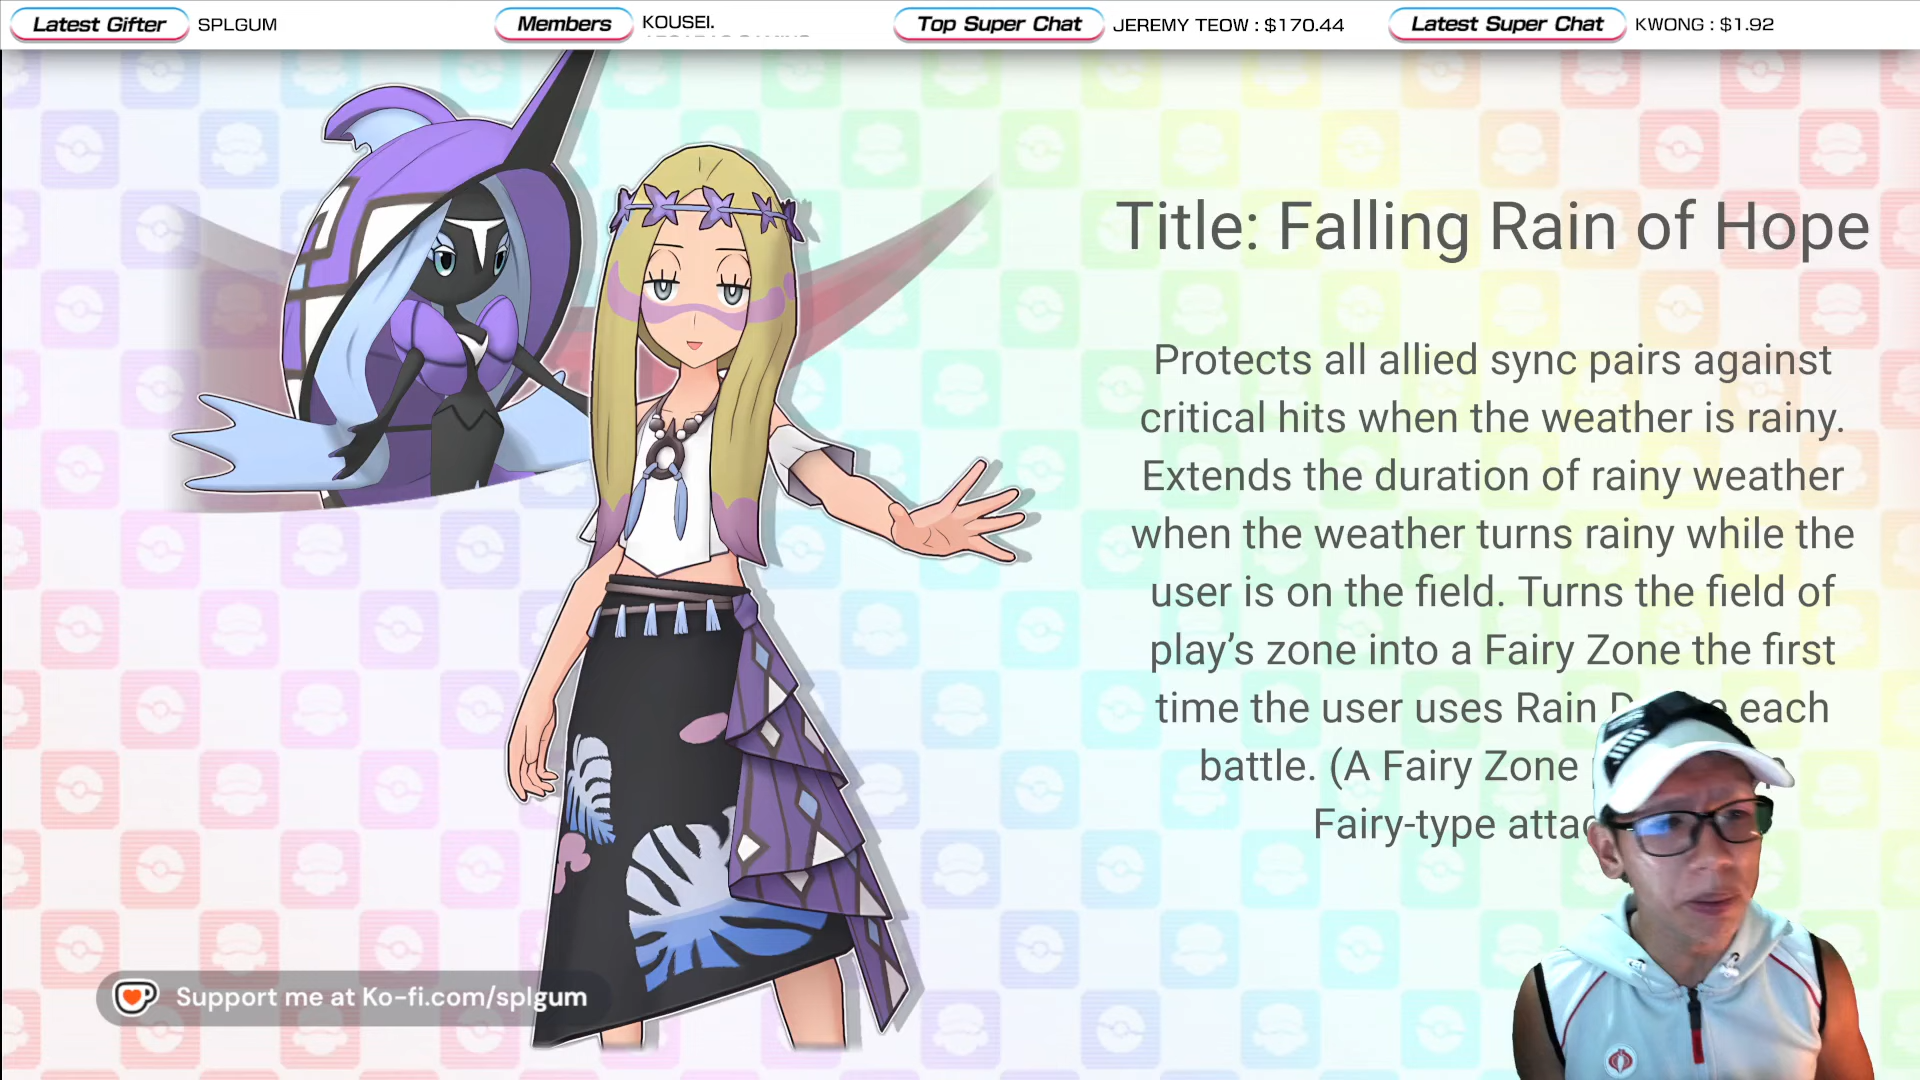 Latest Gifter SPLGUM Members KOUSEI. Top Super Chat JEREMY TEOW : $170.44 Latest Super Chat KWONG : $1.92
Title: Falling Rain of Hope
Protects all allied sync pairs against
critical hits when the weather is rainy.
Extends the duration of rainy weather
when the weather turns rainy while the
user is on the field. Turns the field of
play’s zone into a Fairy Zone the first
time the user uses Rain each
battle. (A Fairy Zone
Fairy-type
Support me at Ko-fi.com/splgum